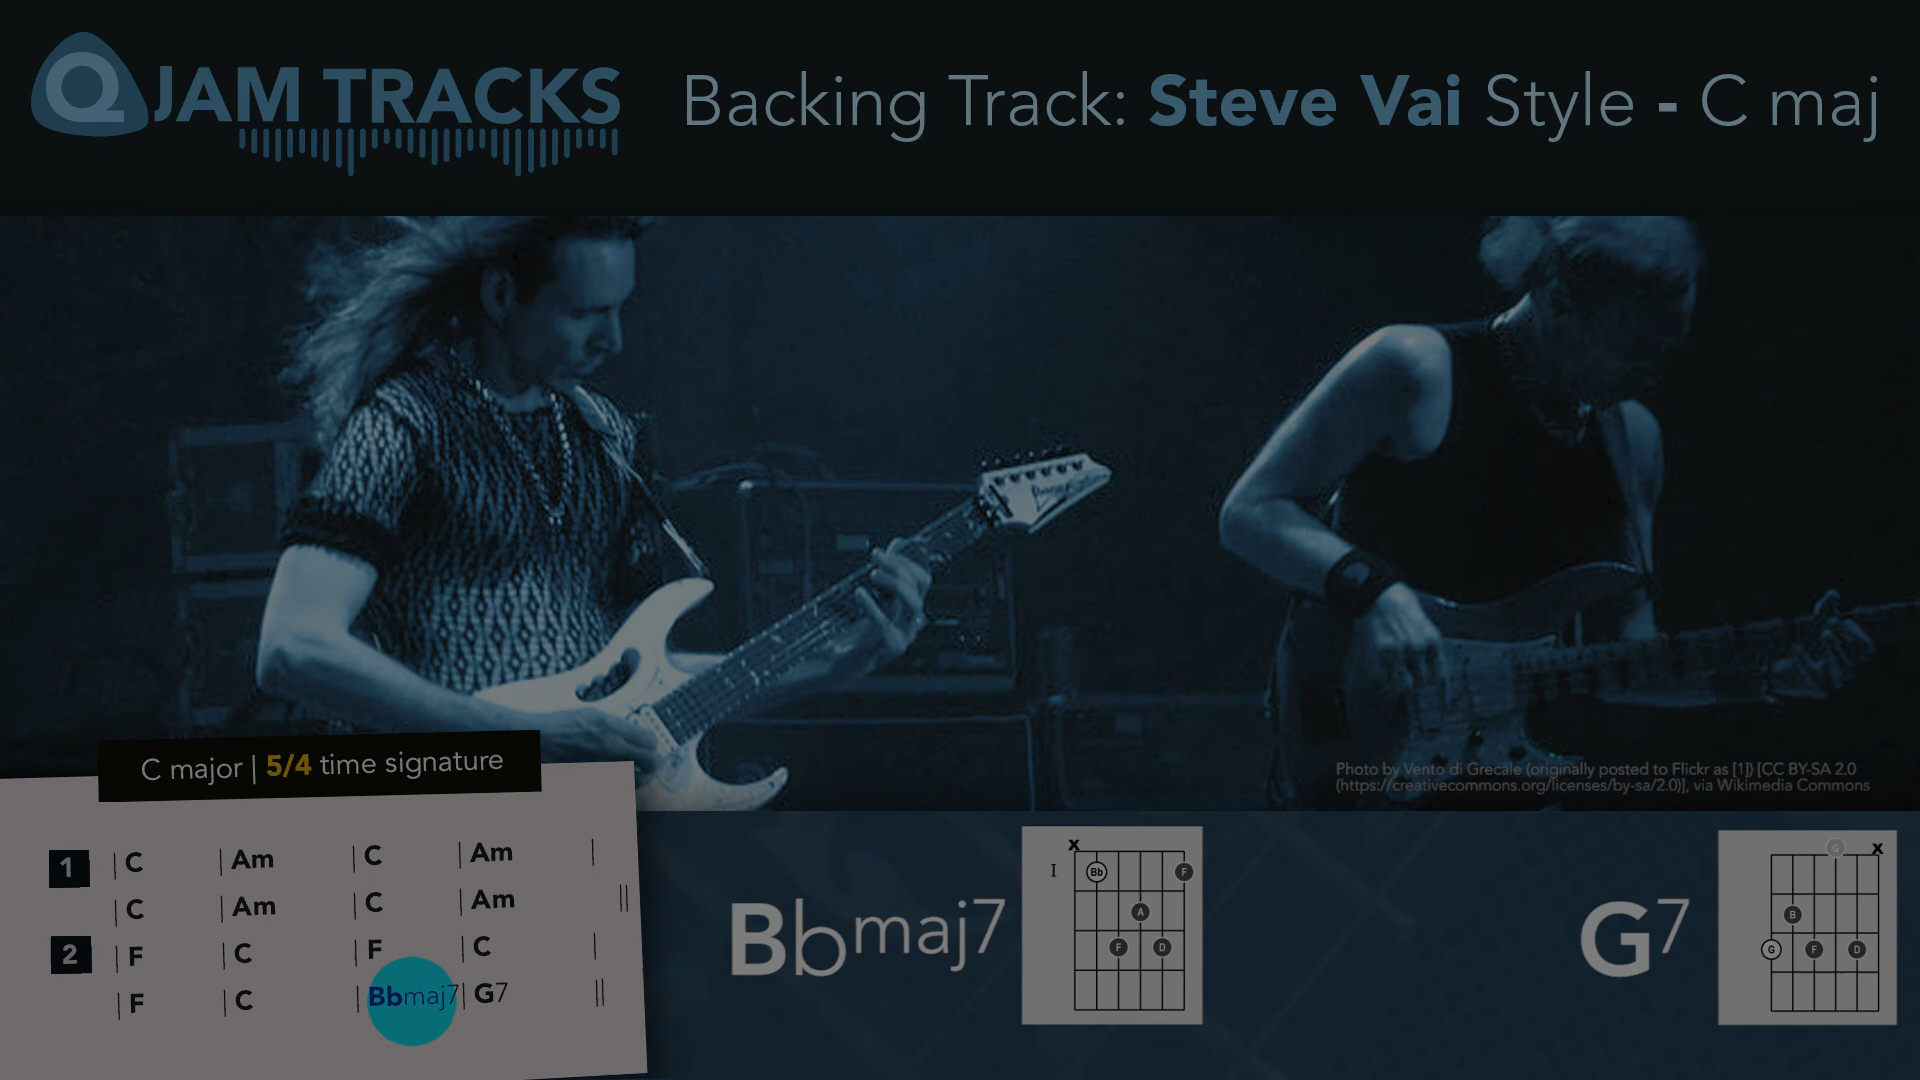 Q JAM TRACKS
Backing Track: Steve Vai Style - C maj
Photo by Vento di Grecale (originally posted to Flickr as [1]) [CC BY-SA 2.0
(https://creativecommons.org/licenses/by-sa/2.0)], via Wikimedia Commons
C major | 5/4 time signature
1 | C | Am | C | Am |
| C | Am | C | Am ||
2 | F | C | F | C |
| F | C | Bbmaj7 | G7 ||
Bbmaj7
x
I Bb F
A
F D
G7
G x
B
G F D